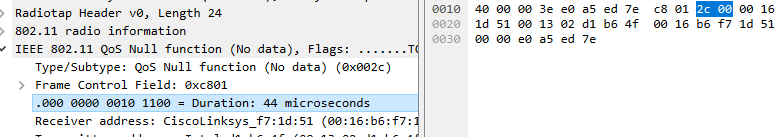 Radiotap Header v0, Length 24
802.11 radio information
IEEE 802.11 QoS Null function (No data), Flags: .......TC
Type/Subtype: QoS Null function (No data) (0x002c)
Frame Control Field: 0xc801
.000 0000 0010 1100 = Duration: 44 microseconds
Receiver address: CiscoLinksys_f7:1d:51 (00:16:b6:f7:1
0010 40 00 00 3e e0 a5 ed 7e c8 01 2c 00 00 16
0020 1d 51 00 13 02 d1 b6 4f 00 16 b6 f7 1d 51
0030 00 00 e0 a5 ed 7e